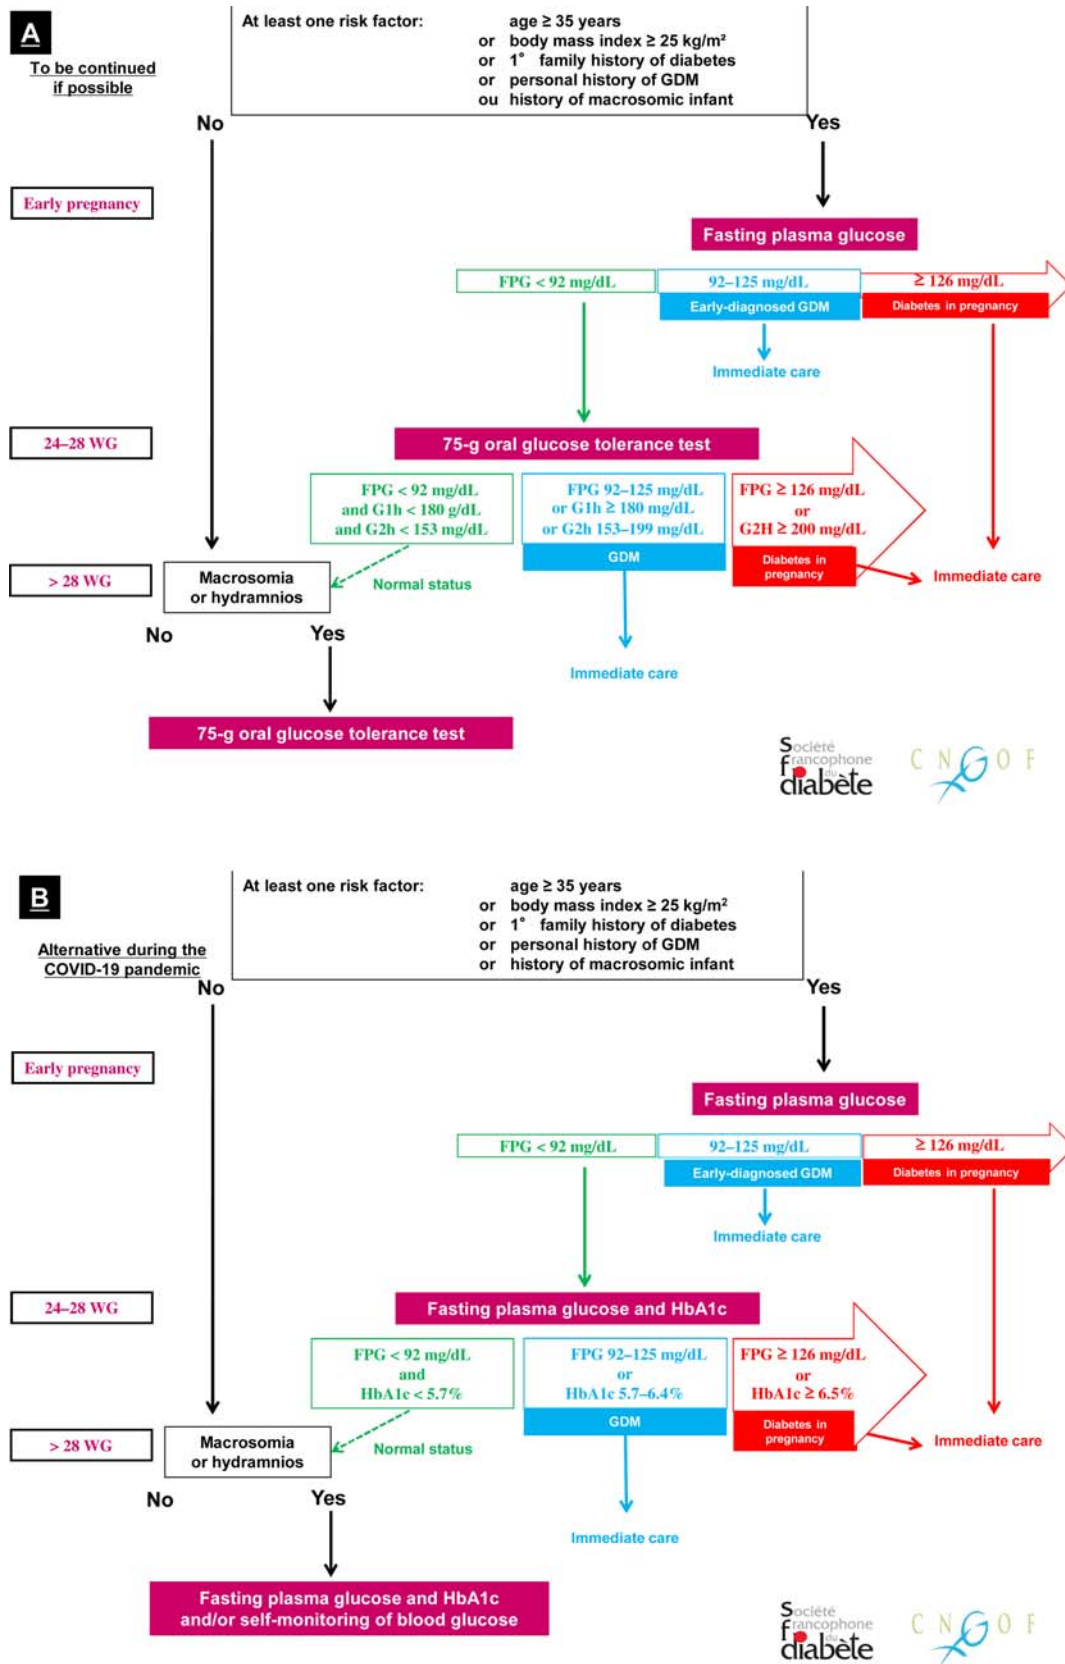 A
To be continued
if possible
At least one risk factor: age ≥ 35 years
or body mass index ≥ 25 kg/m²
or 1° family history of diabetes
or personal history of GDM
ou history of macrosomic infant
No
Yes
Early pregnancy
Fasting plasma glucose
FPG < 92 mg/dL
92–125 mg/dL
≥ 126 mg/dL
Early-diagnosed GDM
Diabetes in pregnancy
Immediate care
24–28 WG
75-g oral glucose tolerance test
FPG < 92 mg/dL
and G1h < 180 g/dL
and G2h < 153 mg/dL
FPG 92–125 mg/dL
or G1h ≥ 180 mg/dL
or G2h 153–199 mg/dL
FPG ≥ 126 mg/dL
or
G2H ≥ 200 mg/dL
GDM
Diabetes in
pregnancy
> 28 WG
Macrosomia
or hydramnios
Normal status
Immediate care
No
Yes
Immediate care
75-g oral glucose tolerance test
Société
francophone
du
diabète
CNGOF
B
Alternative during the
COVID-19 pandemic
At least one risk factor: age ≥ 35 years
or body mass index ≥ 25 kg/m²
or 1° family history of diabetes
or personal history of GDM
or history of macrosomic infant
No
Yes
Early pregnancy
Fasting plasma glucose
FPG < 92 mg/dL
92–125 mg/dL
≥ 126 mg/dL
Early-diagnosed GDM
Diabetes in pregnancy
Immediate care
24–28 WG
Fasting plasma glucose and HbA1c
FPG < 92 mg/dL
and
HbA1c < 5.7%
FPG 92–125 mg/dL
or
HbA1c 5.7–6.4%
FPG ≥ 126 mg/dL
or
HbA1c ≥ 6.5%
GDM
Diabetes in
pregnancy
> 28 WG
Macrosomia
or hydramnios
Normal status
Immediate care
No
Yes
Immediate care
Fasting plasma glucose and HbA1c
and/or self-monitoring of blood glucose
Société
francophone
du
diabète
CNGOF